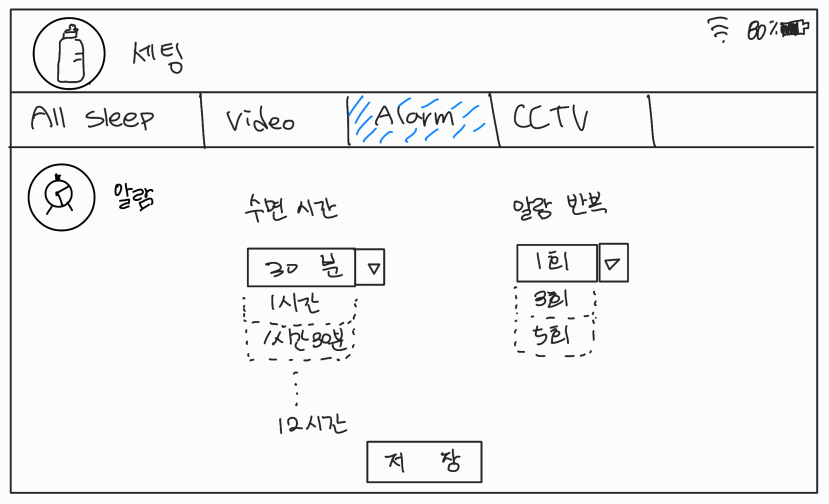 세팅
80%
All Sleep
Video
Alarm
CCTV
알람
수면 시간
알람 반복
30 분
1회
1시간
3회
1시간30분
5회
12시간
저 장